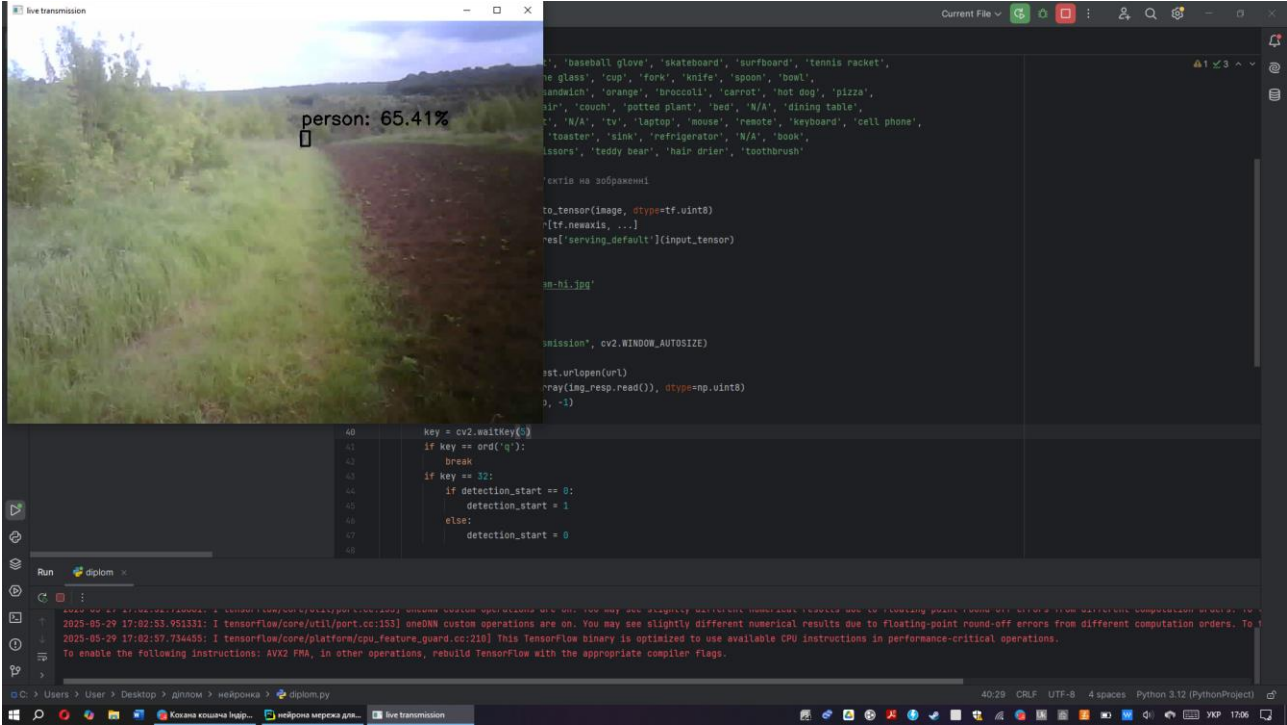 live transmission
Current File
person: 65.41%
', 'baseball glove', 'skateboard', 'surfboard', 'tennis racket',
ne glass', 'cup', 'fork', 'knife', 'spoon', 'bowl',
sandwich', 'orange', 'broccoli', 'carrot', 'hot dog', 'pizza',
air', 'couch', 'potted plant', 'bed', 'N/A', 'dining table',
', 'N/A', 'tv', 'laptop', 'mouse', 'remote', 'keyboard', 'cell phone',
'toaster', 'sink', 'refrigerator', 'N/A', 'book',
issors', 'teddy bear', 'hair drier', 'toothbrush'
1 3
'єктів на зображенні
to_tensor(image, dtype=tf.uint8)
r[tf.newaxis, ...]
res['serving_default'](input_tensor)
am-hi.jpg'
mission", cv2.WINDOW_AUTOSIZE)
est.urlopen(url)
rray(img_resp.read()), dtype=np.uint8)
p, -1)
40 key = cv2.waitKey(5)
41 if key == ord('q'):
42 break
43 if key == 32:
44 if detection_start == 0:
45 detection_start = 1
46 else:
47 detection_start = 0
48
Run diplom
2025-05-29 17:02:53.951331: I tensorflow/core/util/port.cc:153] oneDNN custom operations are on. You may see slightly different numerical results due to floating-point round-off errors from different computation orders. To
2025-05-29 17:02:57.734455: I tensorflow/core/platform/cpu_feature_guard.cc:210] This TensorFlow binary is optimized to use available CPU instructions in performance-critical operations.
To enable the following instructions: AVX2 FMA, in other operations, rebuild TensorFlow with the appropriate compiler flags.
C: > Users > User > Desktop > діплом > нейронка > diplom.py
40:29 CRLF UTF-8 4 spaces Python 3.12 (PythonProject)
Кохана кошача Індір... нейрона мережа для... live transmission
УКР 17:06